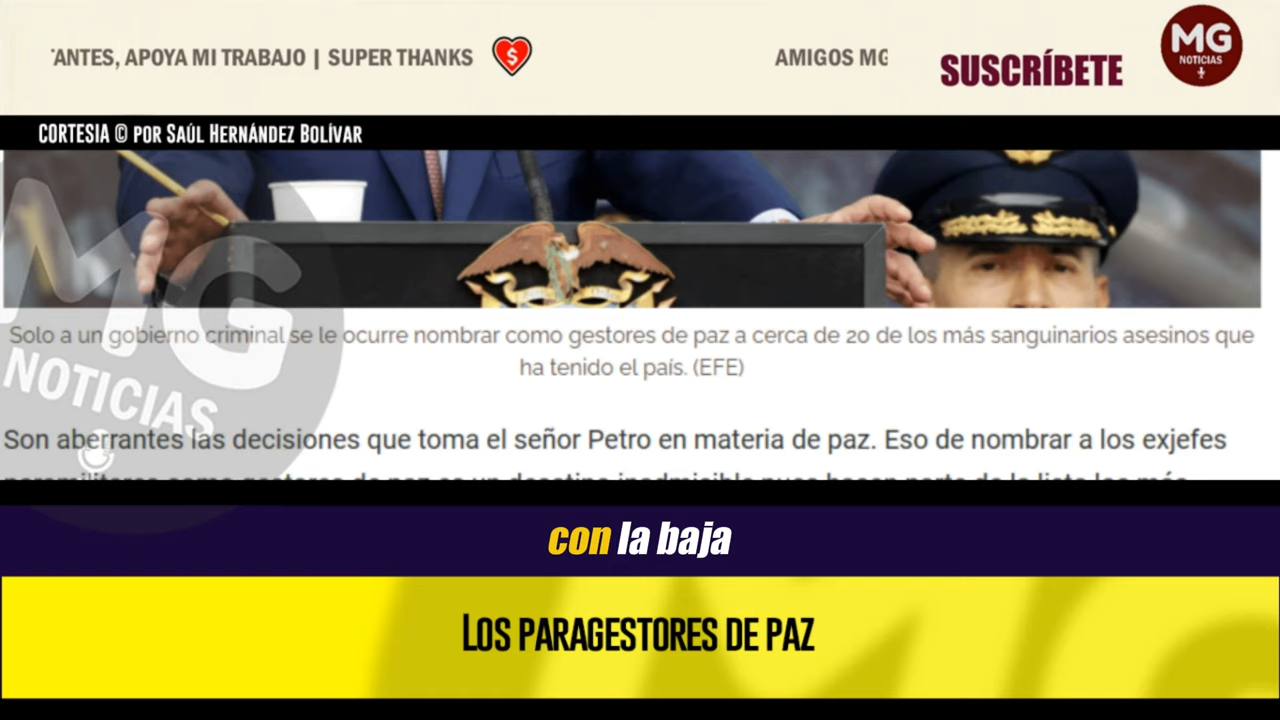 TANTES, APOYA MI TRABAJO | SUPER THANKS
$
AMIGOS MG
SUSCRÍBETE
MG
NOTICIAS
CORTESIA © POR SAÚL HERNÁNDEZ BOLÍVAR
MG
NOTICIAS
Solo a un gobierno criminal se le ocurre nombrar como gestores de paz a cerca de 20 de los más sanguinarios asesinos que
ha tenido el país. (EFE)
Son aberrantes las decisiones que toma el señor Petro en materia de paz. Eso de nombrar a los exjefes
con la baja
LOS PARAGESTORES DE PAZ